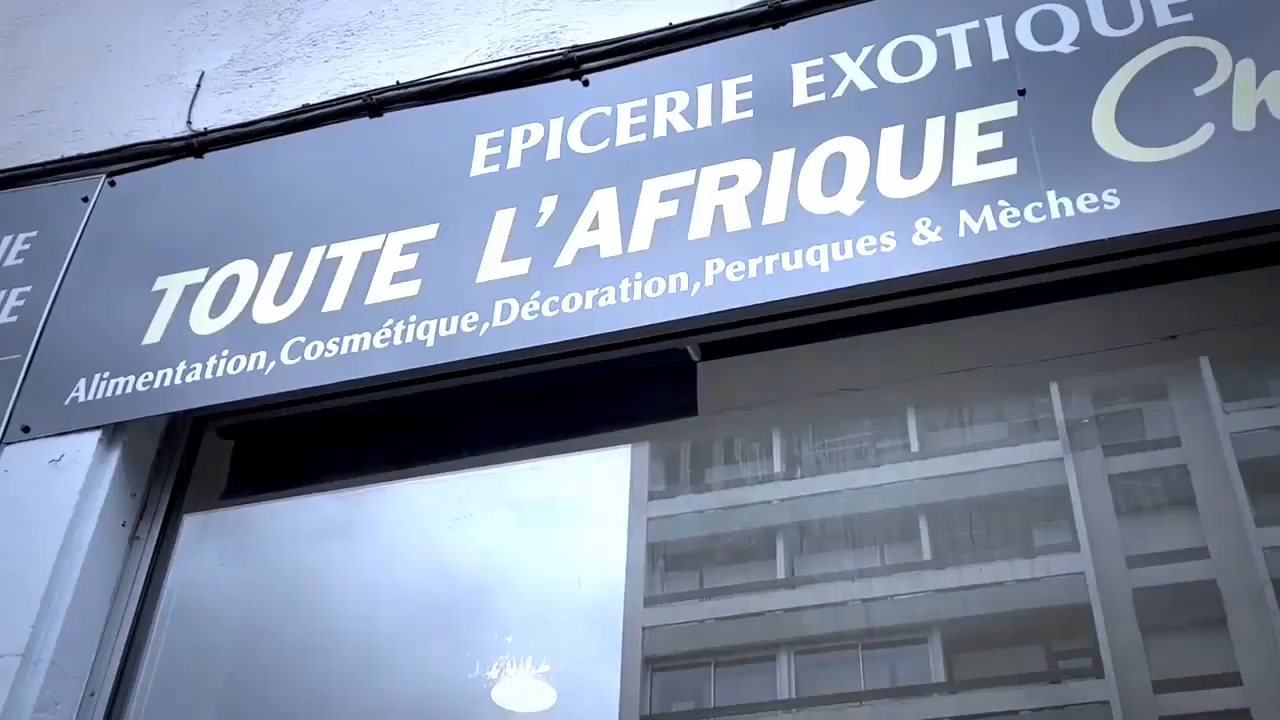 EPICERIE EXOTIQUE
TOUTE L'AFRIQUE
Alimentation,Cosmétique,Décoration,Perruques & Mèches